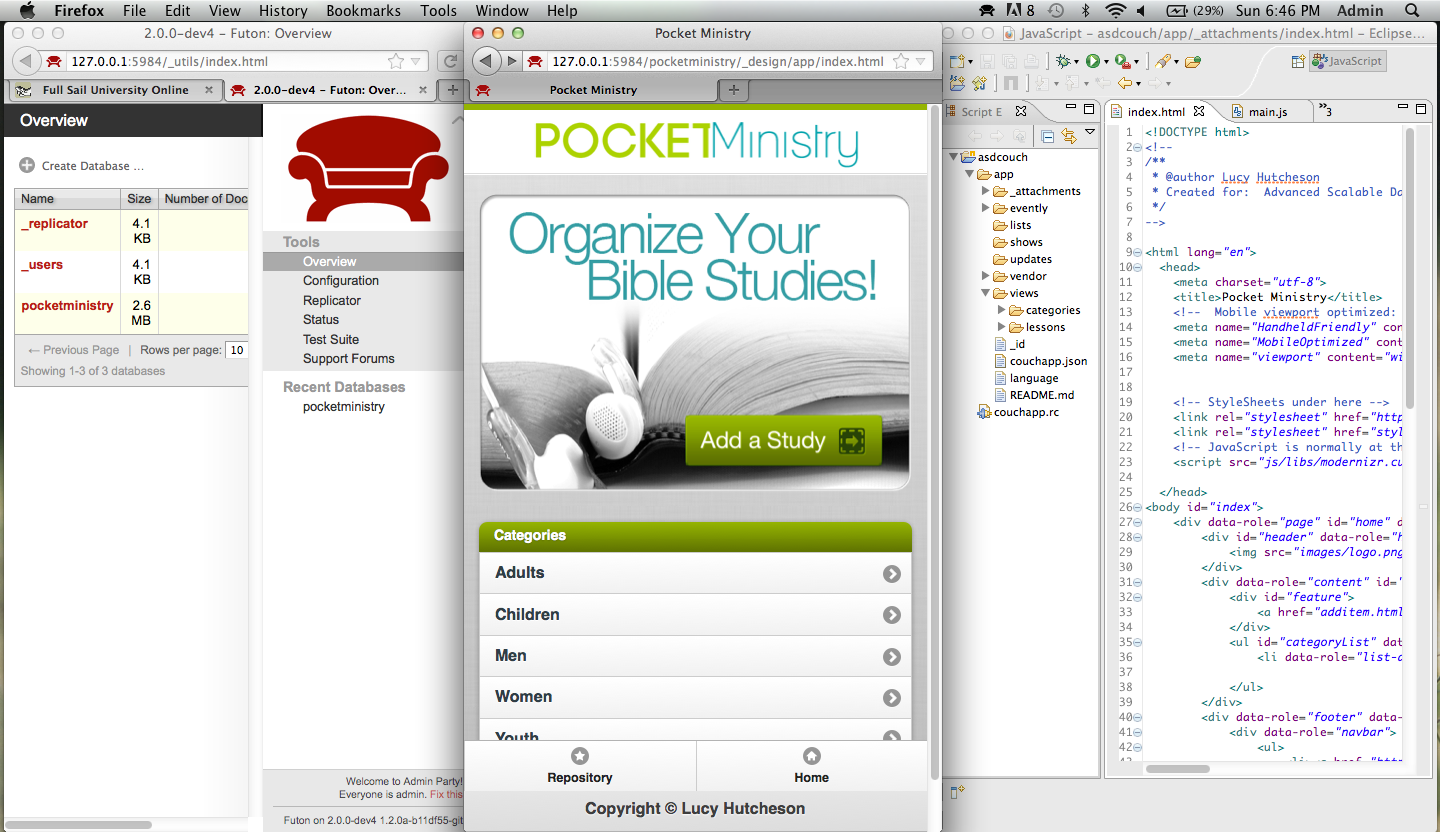 Firefox File Edit View History Bookmarks Tools Window Help 8 (29%) Sun 6:46 PM Admin
2.0.0-dev4 - Futon: Overview
127.0.0.1:5984/_utils/index.html
Full Sail University Online
2.0.0-dev4 - Futon: Over...
Overview
Create Database ...
Name Size Number of Doc
_replicator 4.1 KB
_users 4.1 KB
pocketministry 2.6 MB
← Previous Page | Rows per page: 10
Showing 1-3 of 3 databases
Tools
Overview
Configuration
Replicator
Status
Test Suite
Support Forums
Recent Databases
pocketministry
Welcome to Admin Party!
Everyone is admin. Fix this
Futon on 2.0.0-dev4 1.2.0a-b11df55-git
Pocket Ministry
127.0.0.1:5984/pocketministry/_design/app/index.html
Pocket Ministry
POCKETMinistry
Organize Your
Bible Studies!
Add a Study
Categories
Adults
Children
Men
Women
Youth
Repository Home
Copyright © Lucy Hutcheson
JavaScript - asdcouch/app/_attachments/index.html - Eclipse...
JavaScript
Script E
asdcouch
app
_attachments
evently
lists
shows
updates
vendor
views
categories
lessons
_id
couchapp.json
language
README.md
couchapp.rc
index.html main.js »3
1 <!DOCTYPE html>
2 <!--
3 /**
4 * @author Lucy Hutcheson
5 * Created for: Advanced Scalable Da
6 */
7 -->
8
9 <html lang="en">
10 <head>
11 <meta charset="utf-8">
12 <title>Pocket Ministry</title>
13 <!-- Mobile viewport optimized:
14 <meta name="HandheldFriendly" con
15 <meta name="MobileOptimized" cont
16 <meta name="viewport" content="wi
17
18
19 <!-- StyleSheets under here -->
20 <link rel="stylesheet" href="http
21 <link rel="stylesheet" href="styl
22 <!-- JavaScript is normally at th
23 <script src="js/libs/modernizr.cu
24
25 </head>
26 <body id="index">
27 <div data-role="page" id="home" d
28 <div id="header" data-role="h
29 <img src="images/logo.png
30 </div>
31 <div data-role="content" id="
32 <div id="feature">
33 <a href="additem.html
34 </div>
35 <ul id="categoryList" dat
36 <li data-role="list-d
37
38 </ul>
39 </div>
40 <div data-role="footer" data-
41 <div data-role="navbar">
42 <ul>